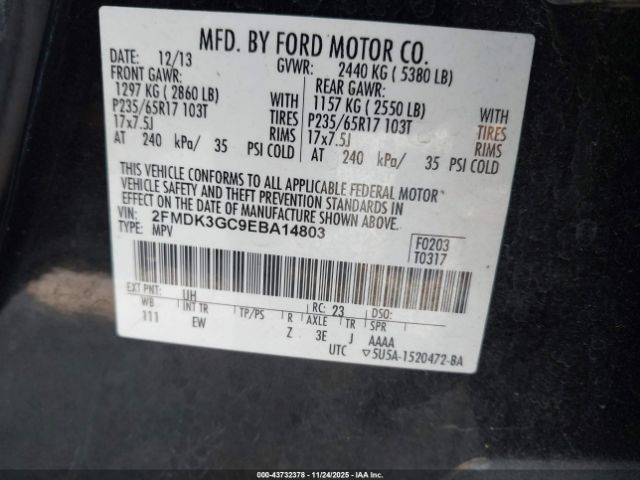 MFD. BY FORD MOTOR CO.
DATE: 12/13 GVWR: 2440 KG ( 5380 LB)
FRONT GAWR: REAR GAWR:
1297 KG ( 2860 LB) WITH 1157 KG ( 2550 LB) WITH
P235/65R17 103T TIRES P235/65R17 103T TIRES
17x7.5J RIMS 17x7.5J RIMS
AT 240 kPa/ 35 PSI COLD AT 240 kPa/ 35 PSI COLD
THIS VEHICLE CONFORMS TO ALL APPLICABLE FEDERAL MOTOR
VEHICLE SAFETY AND THEFT PREVENTION STANDARDS IN
EFFECT ON THE DATE OF MANUFACTURE SHOWN ABOVE.
VIN: 2FMDK3GC9EBA14803
TYPE: MPV
F0203
T0317
EXT PNT: UH RC: 23 DSO:
WB INT TR TP/PS R AXLE TR SPR
111 EW Z 3E J AAAA
UTC ▽5U5A-1520472-BA
000-43732378 - 11/24/2025 - IAAI.COM